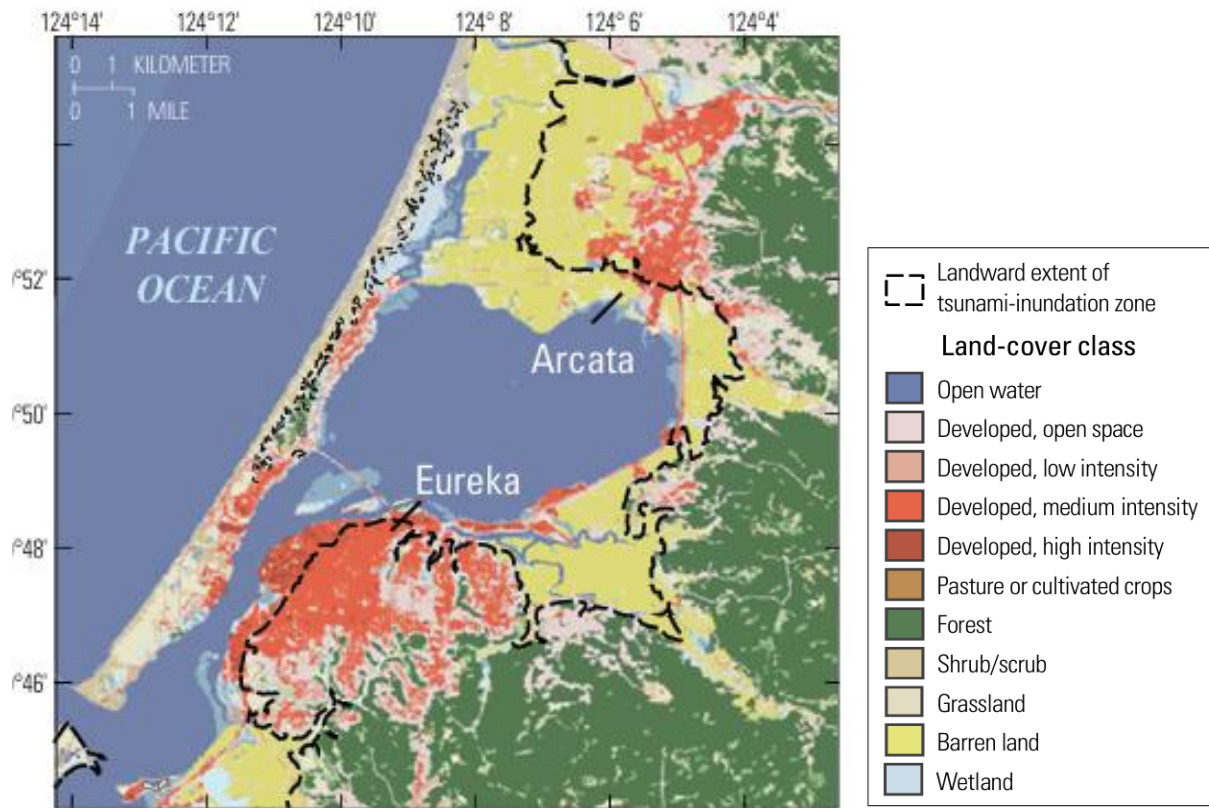 124°14' 124°12' 124°10' 124°8' 124°6' 124°4'
0 1 KILOMETER
0 1 MILE
PACIFIC
OCEAN
°52'
Arcata
°50'
Eureka
°48'
°46'
Landward extent of
tsunami-inundation zone
Land-cover class
Open water
Developed, open space
Developed, low intensity
Developed, medium intensity
Developed, high intensity
Pasture or cultivated crops
Forest
Shrub/scrub
Grassland
Barren land
Wetland